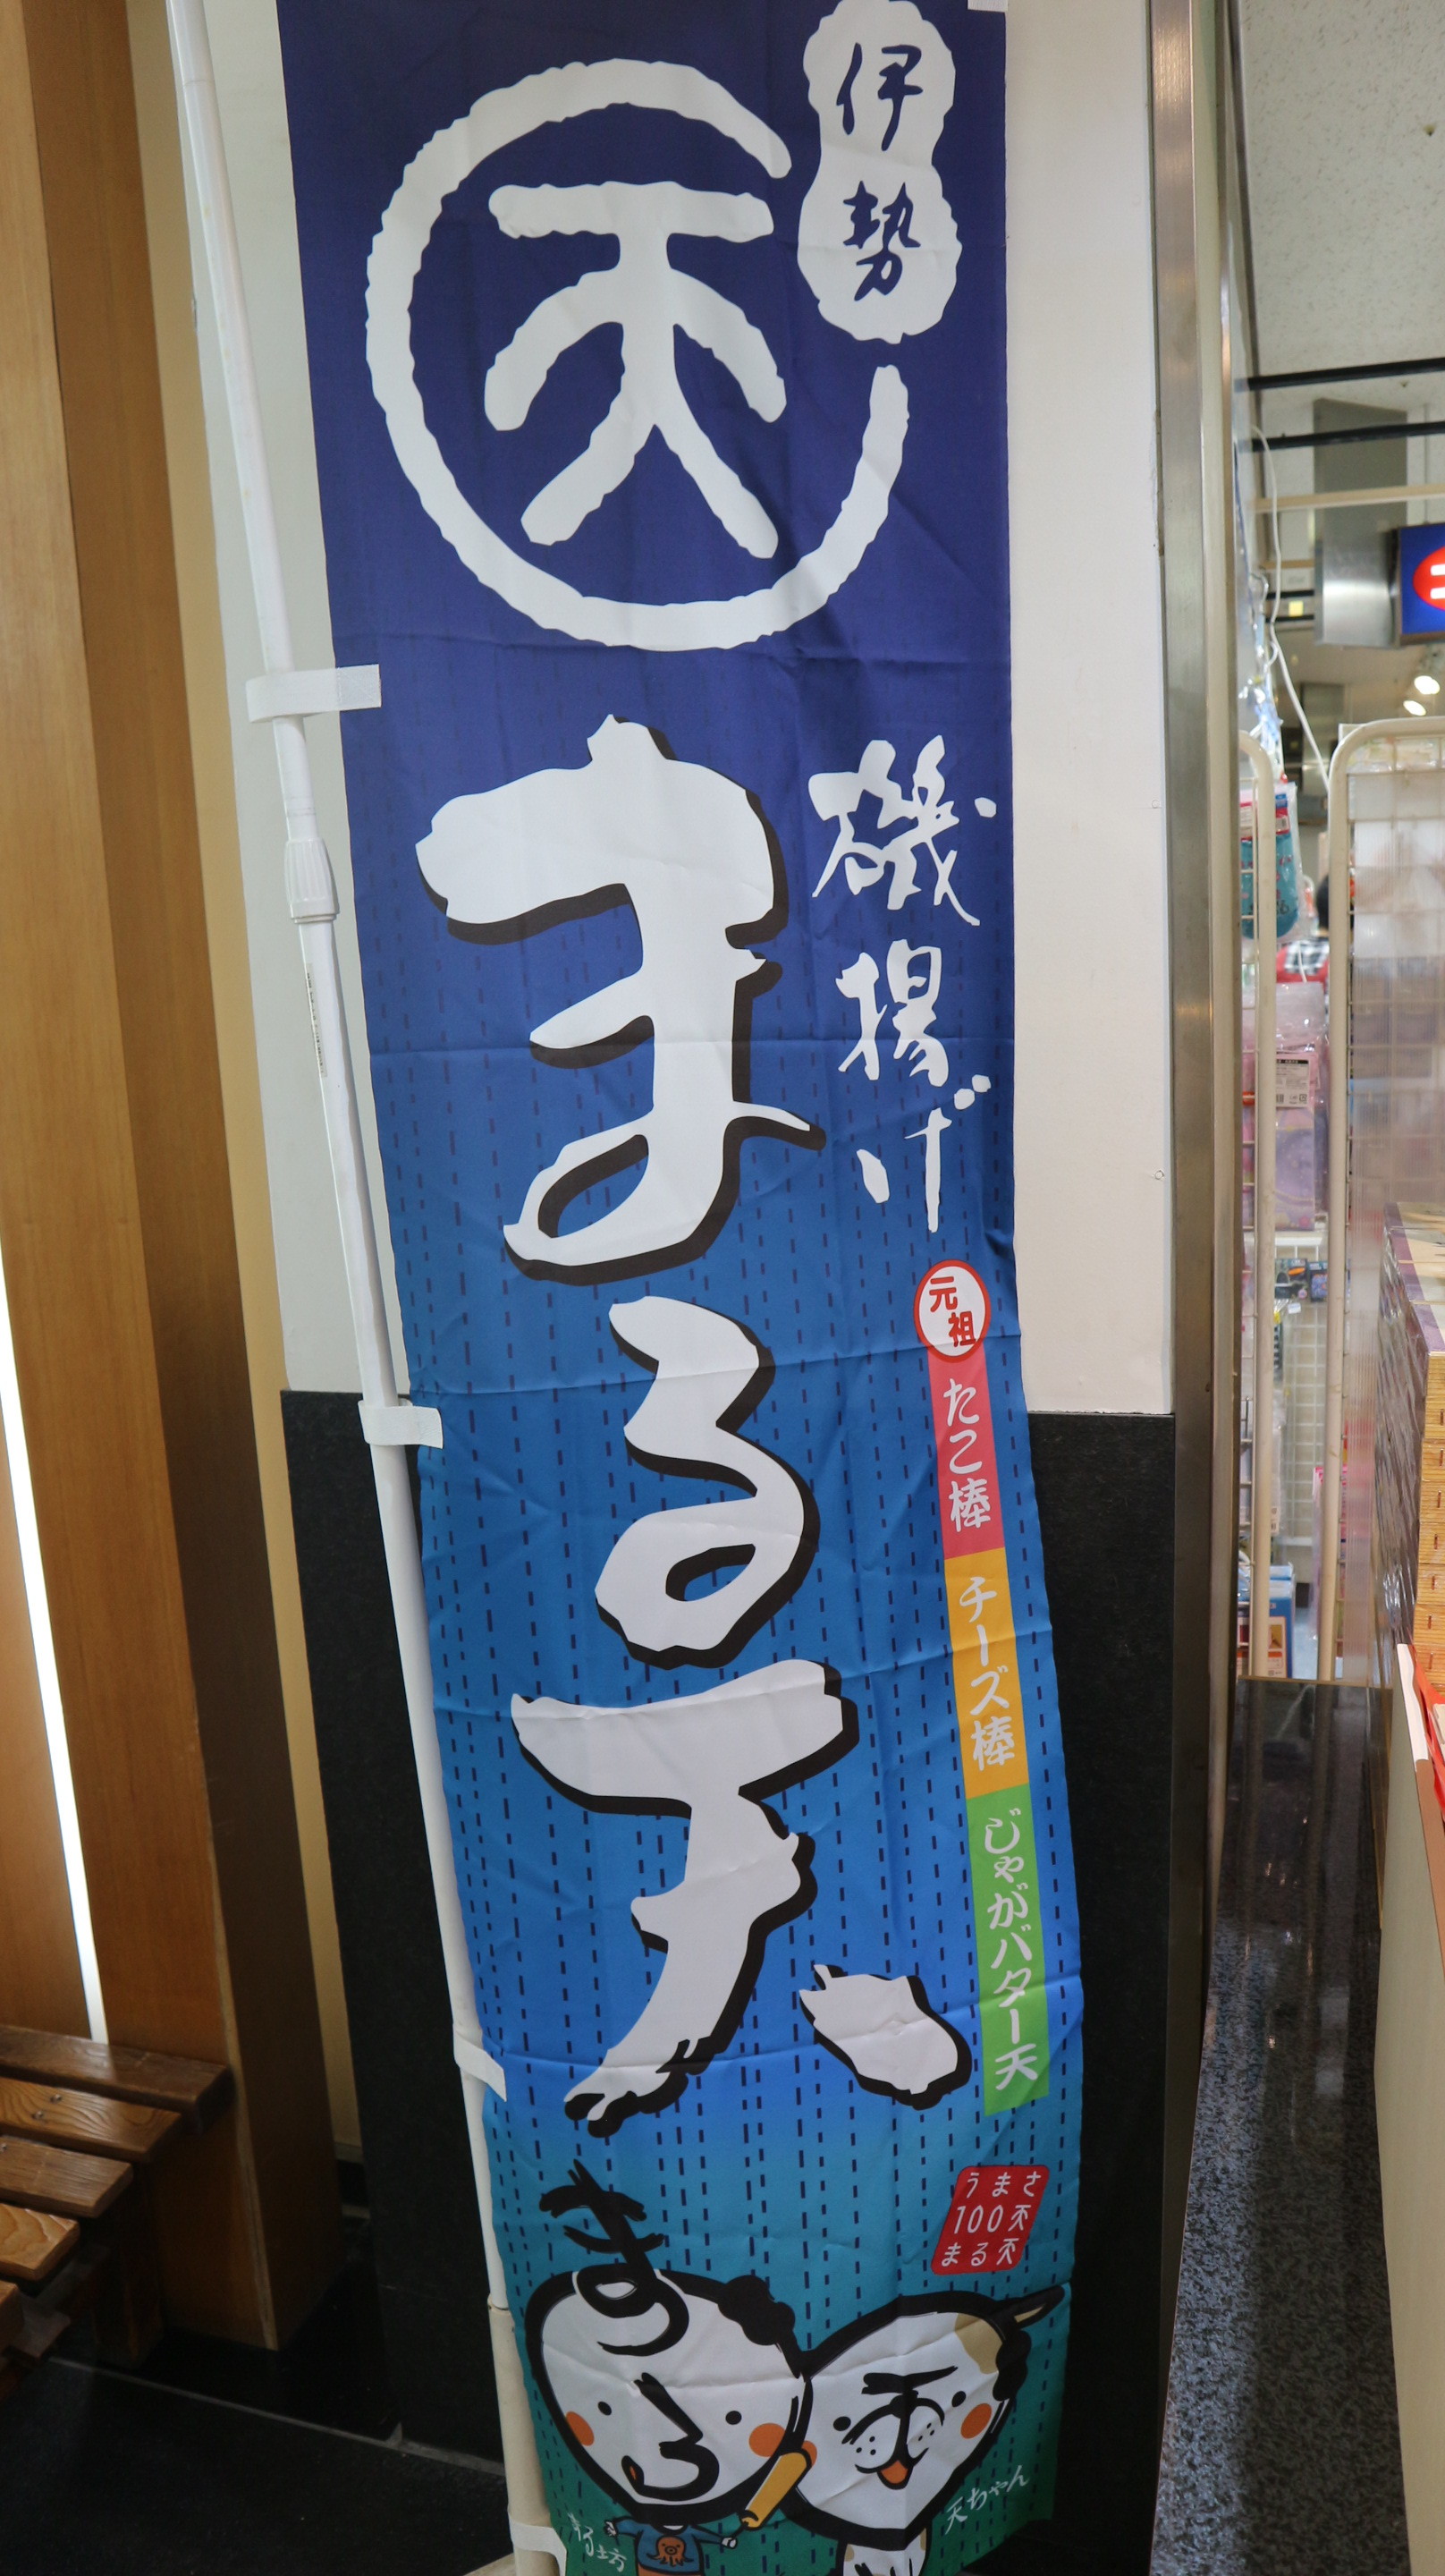 伊勢
天
磯揚げ
まる天
元祖
たこ棒
チーズ棒
じゃがバター天
うまさ
100天
まる天
まる
天
天ちゃん